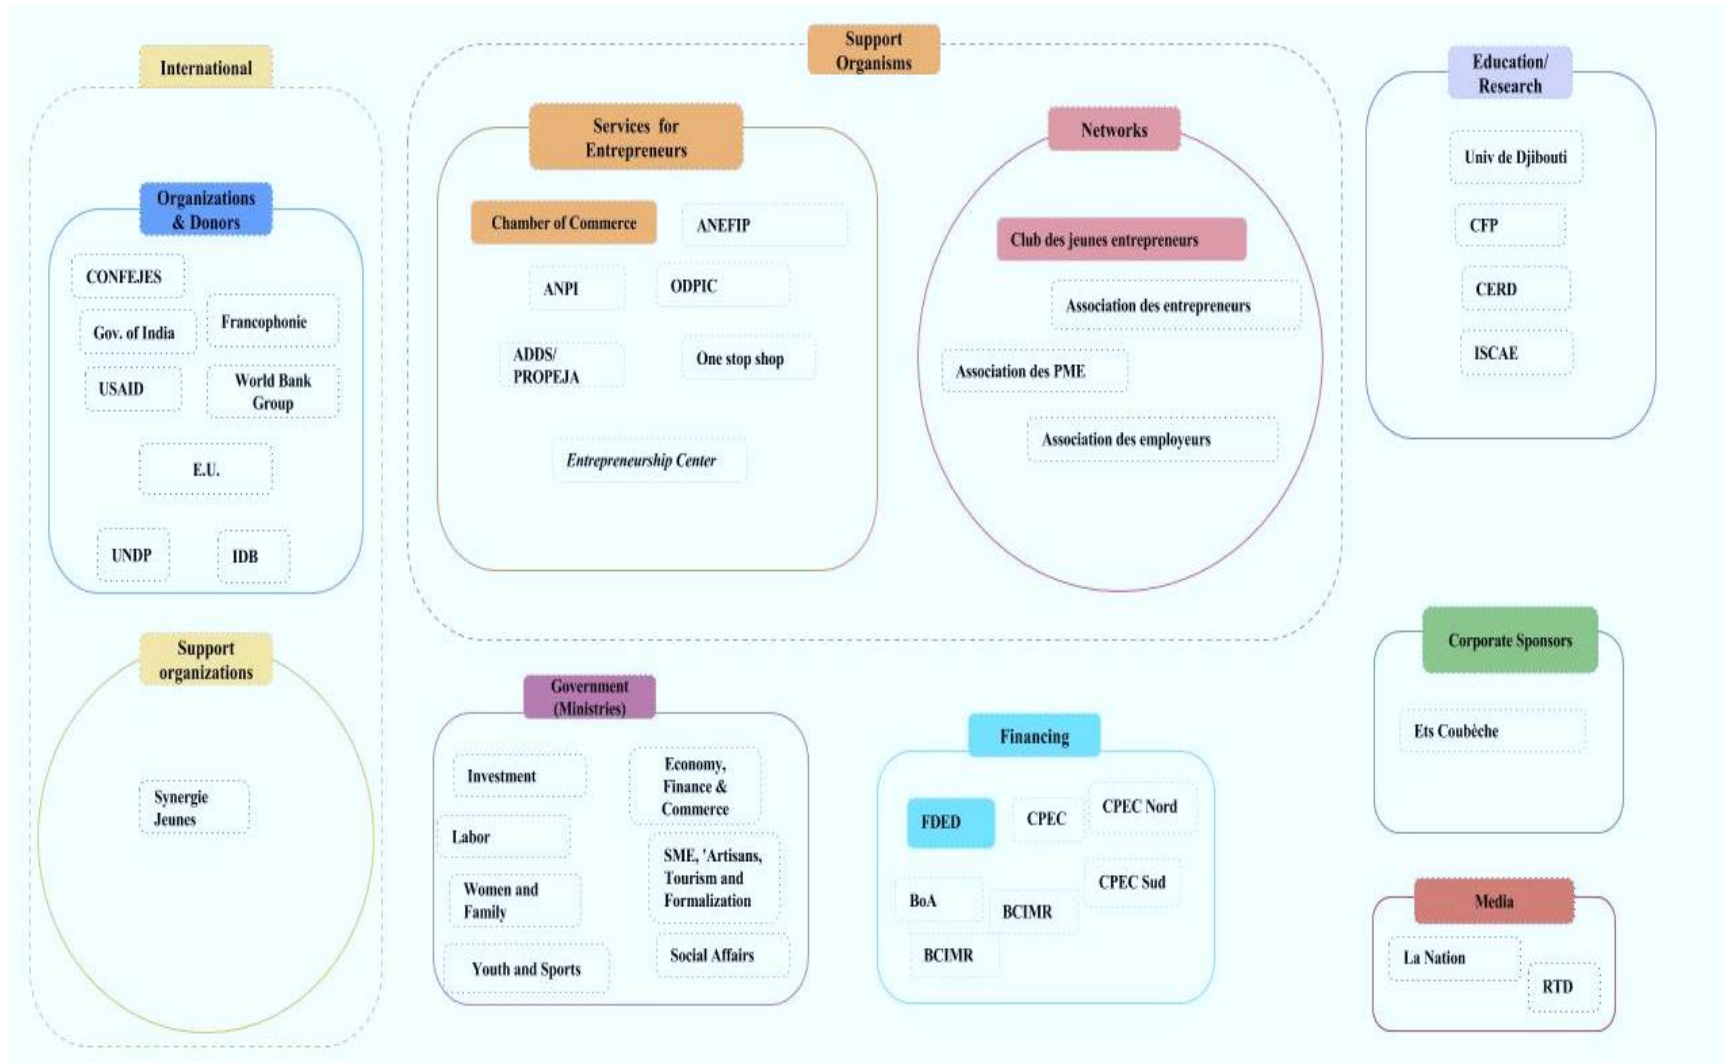 International
Organizations
& Donors
CONFEJES
Francophonie
Gov. of India
World Bank
Group
USAID
E.U.
UNDP
IDB
Support
organizations
Synergie
Jeunes
Support
Organisms
Services for
Entrepreneurs
Chamber of Commerce
ANEFIP
ANPI
ODPIC
ADDS/
PROPEJA
One stop shop
Entrepreneurship Center
Networks
Club des jeunes entrepreneurs
Association des entrepreneurs
Association des PME
Association des employeurs
Education/
Research
Univ de Djibouti
CFP
CERD
ISCAE
Government
(Ministries)
Investment
Economy,
Finance &
Commerce
Labor
SME, 'Artisans,
Tourism and
Formalization
Women and
Family
Youth and Sports
Social Affairs
Financing
FDED
CPEC
CPEC Nord
CPEC Sud
BoA
BCIMR
BCIMR
Corporate Sponsors
Ets Coubèche
Media
La Nation
RTD